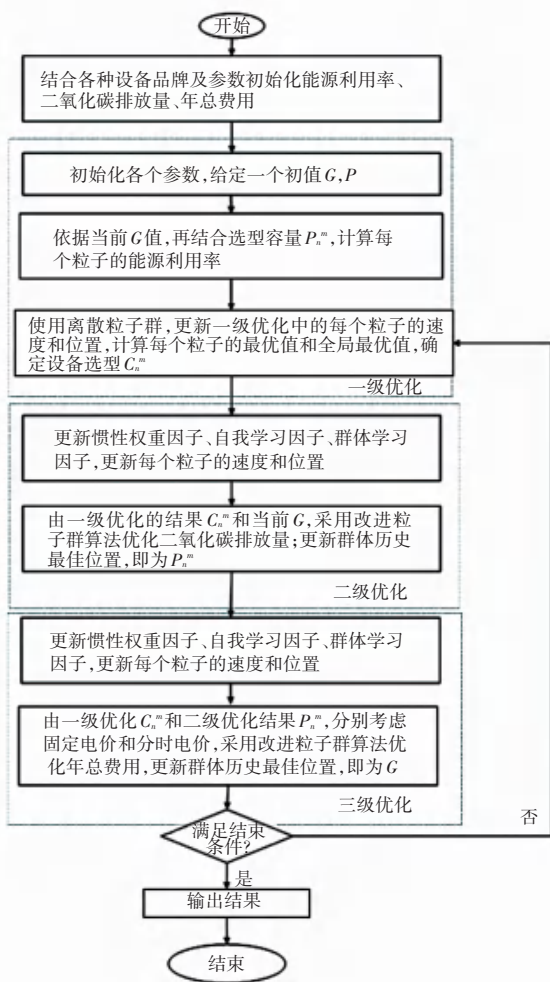 开始
结合各种设备品牌及参数初始化能源利用率、
二氧化碳排放量、年总费用
初始化各个参数,给定一个初值G,P
依据当前G值,再结合选型容量Pₙᵐ,计算每
个粒子的能源利用率
使用离散粒子群,更新一级优化中的每个粒子的速
度和位置,计算每个粒子的最优值和全局最优值,确
定设备选型Cₙᵐ
一级优化
更新惯性权重因子、自我学习因子、群体学习
因子,更新每个粒子的速度和位置
由一级优化的结果Cₙᵐ和当前G,采用改进粒
子群算法优化二氧化碳排放量;更新群体历史
最佳位置,即为Pₙᵐ
二级优化
更新惯性权重因子、自我学习因子、群体学习
因子,更新每个粒子的速度和位置
由一级优化Cₙᵐ和二级优化结果Pₙᵐ,分别考虑
固定电价和分时电价,采用改进粒子群算法优
化年总费用,更新群体历史最佳位置,即为G
三级优化
满足结束
条件?
否
是
输出结果
结束